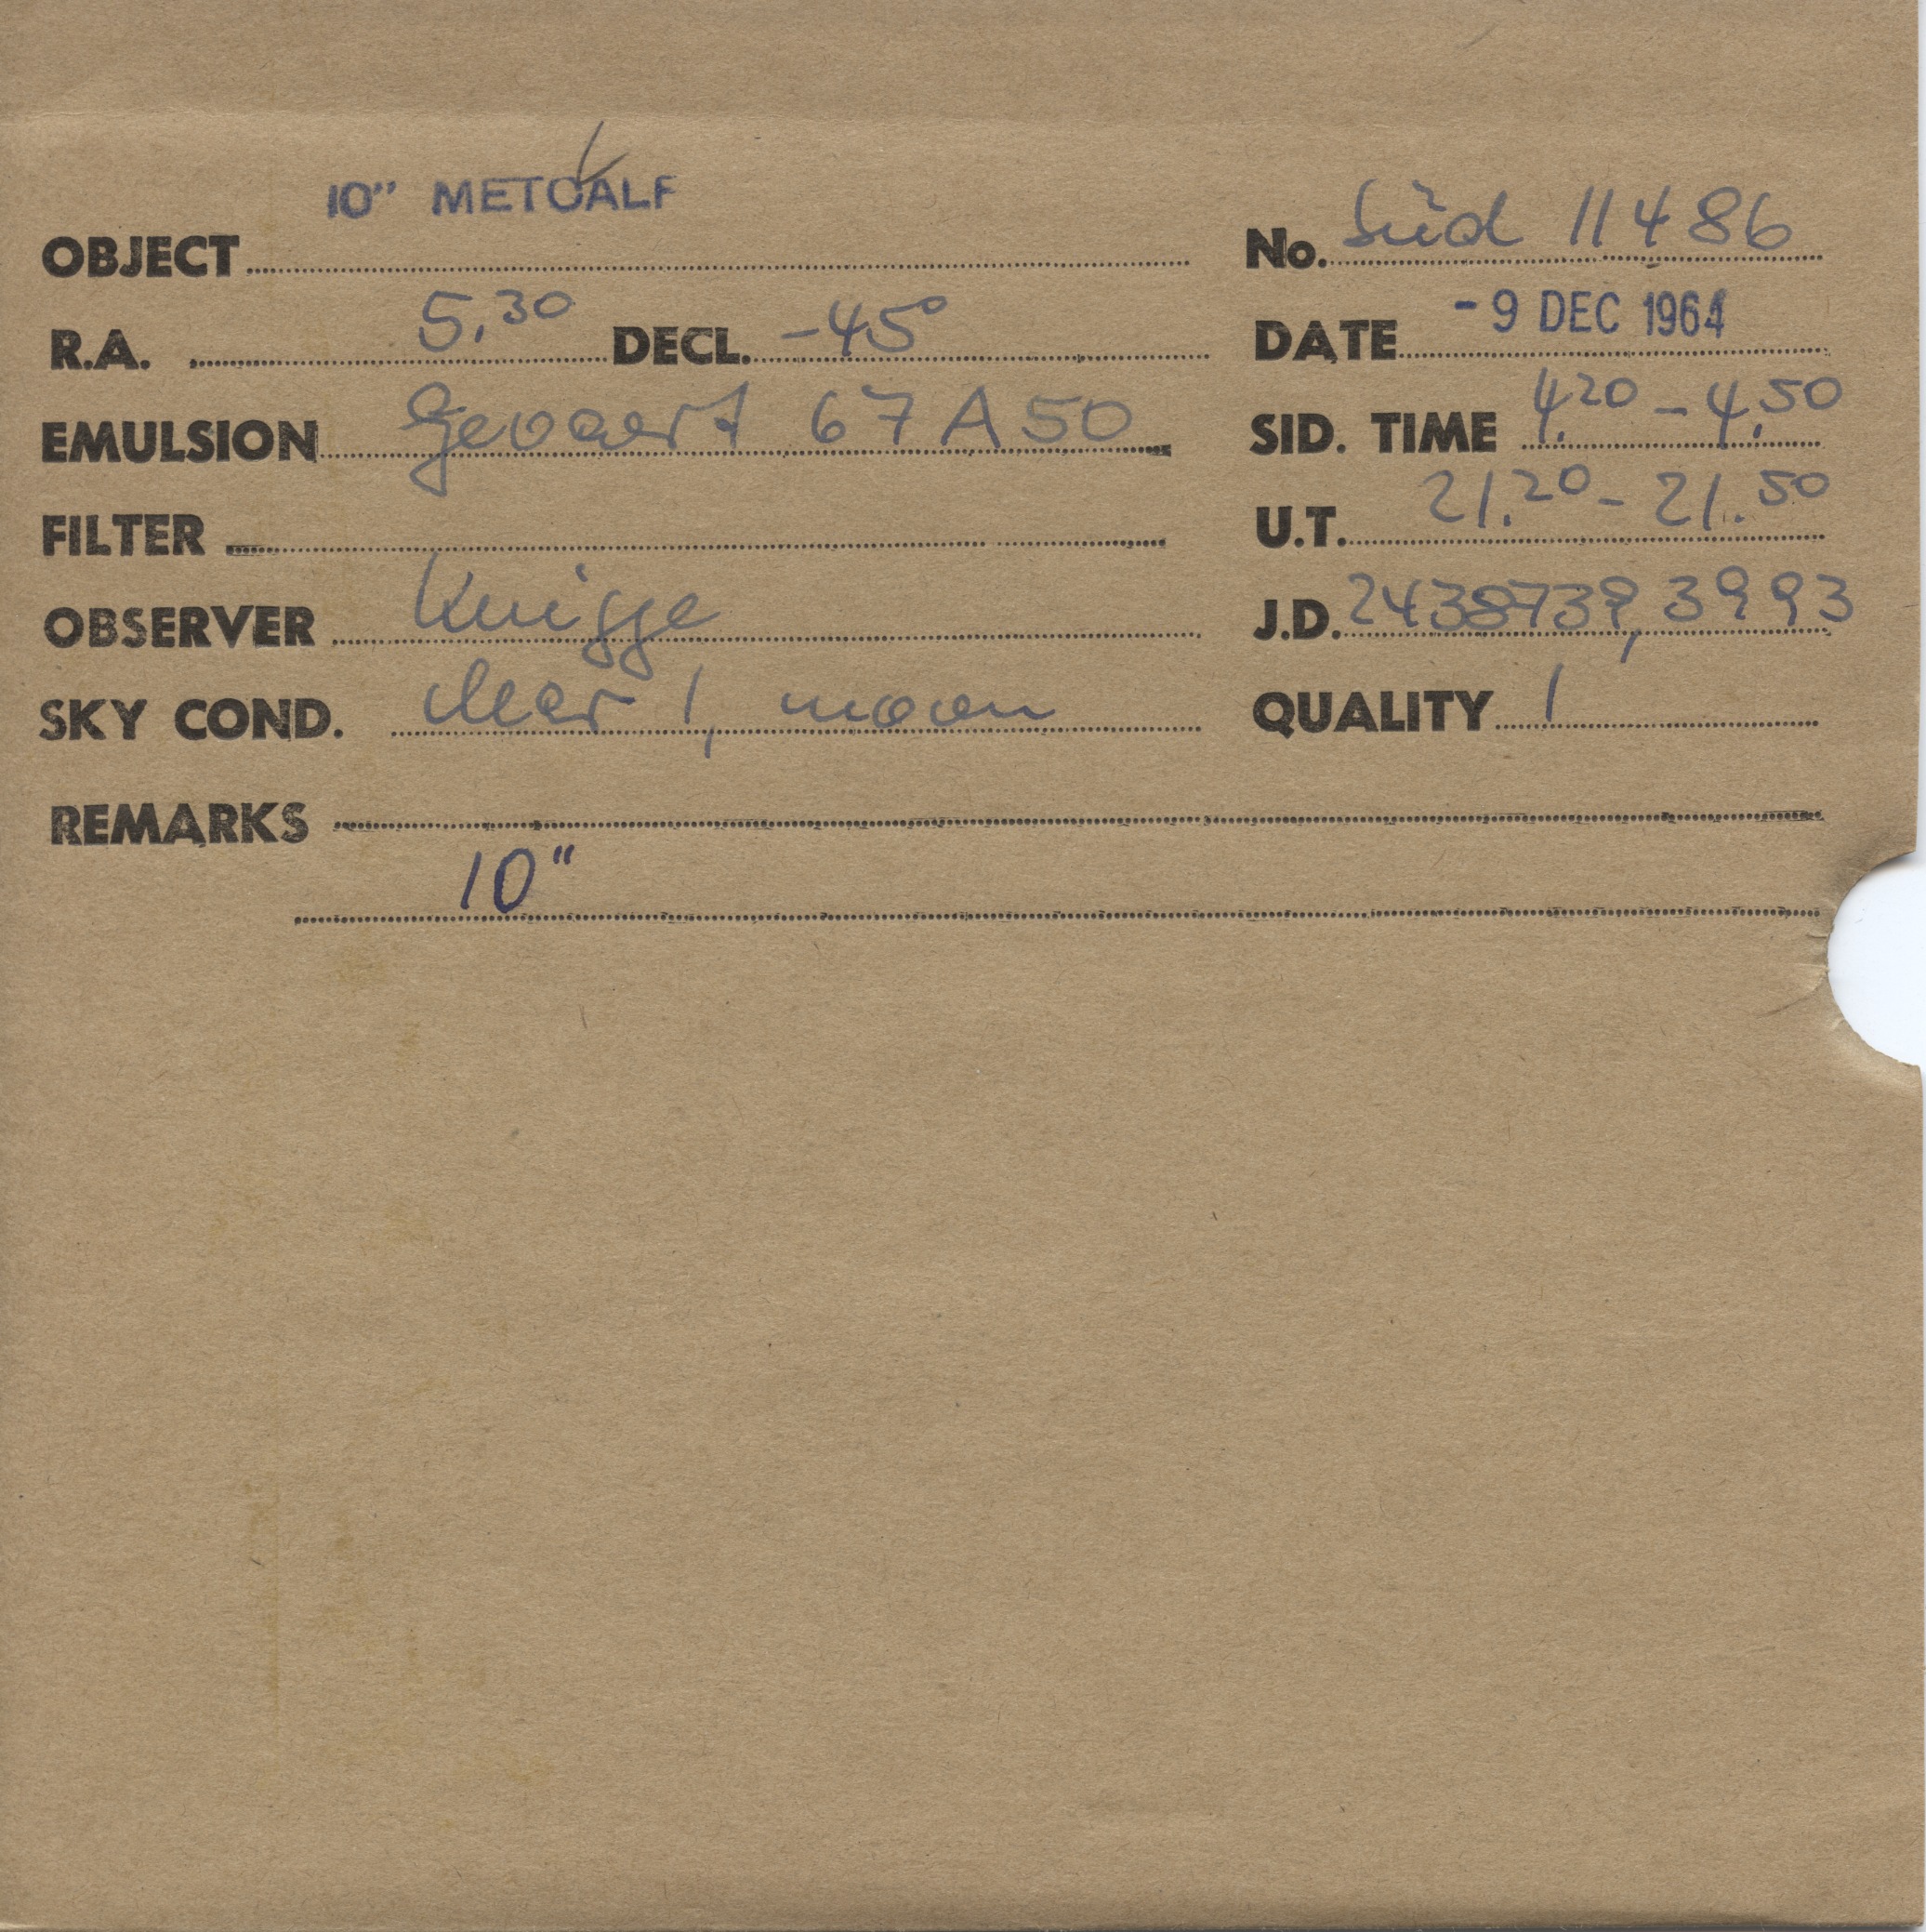 10" METCALF
OBJECT No. Süd 11486
R.A. 5.30 DECL. -45° DATE -9 DEC 1964
EMULSION Gevaert 67 A 50 SID. TIME 4.20 - 4.50
FILTER U.T. 21.20 - 21.50
OBSERVER Knigge J.D. 2438739,3993
SKY COND. clear 1, moon QUALITY 1
REMARKS
10"